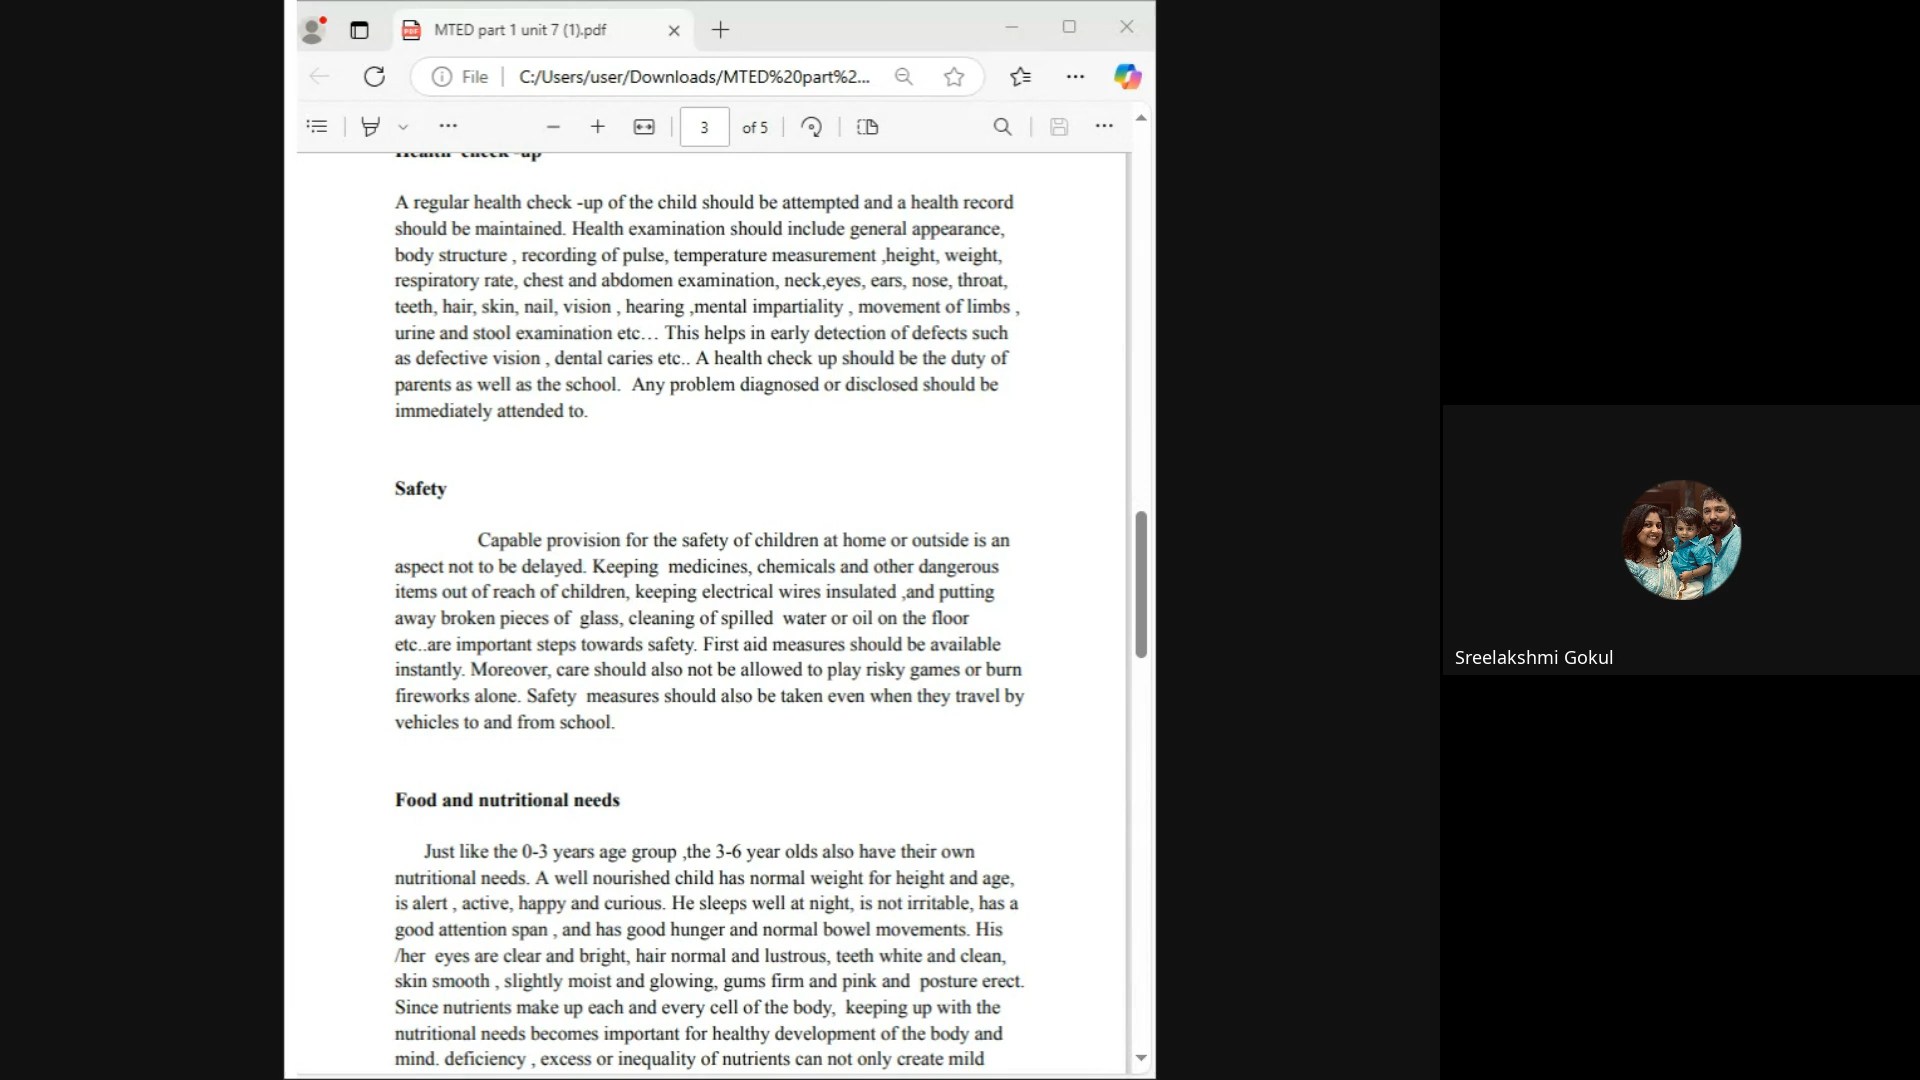 MTED part 1 unit 7 (1).pdf
File
C:/Users/user/Downloads/MTED%20part%2...
3
of 5
Health check -up
A regular health check -up of the child should be attempted and a health record
should be maintained. Health examination should include general appearance,
body structure , recording of pulse, temperature measurement ,height, weight,
respiratory rate, chest and abdomen examination, neck,eyes, ears, nose, throat,
teeth, hair, skin, nail, vision , hearing ,mental impartiality , movement of limbs ,
urine and stool examination etc… This helps in early detection of defects such
as defective vision , dental caries etc.. A health check up should be the duty of
parents as well as the school.  Any problem diagnosed or disclosed should be
immediately attended to.
Safety
Capable provision for the safety of children at home or outside is an
aspect not to be delayed. Keeping  medicines, chemicals and other dangerous
items out of reach of children, keeping electrical wires insulated ,and putting
away broken pieces of  glass, cleaning of spilled  water or oil on the floor
etc..are important steps towards safety. First aid measures should be available
instantly. Moreover, care should also not be allowed to play risky games or burn
fireworks alone. Safety  measures should also be taken even when they travel by
vehicles to and from school.
Food and nutritional needs
Just like the 0-3 years age group ,the 3-6 year olds also have their own
nutritional needs. A well nourished child has normal weight for height and age,
is alert , active, happy and curious. He sleeps well at night, is not irritable, has a
good attention span , and has good hunger and normal bowel movements. His
/her  eyes are clear and bright, hair normal and lustrous, teeth white and clean,
skin smooth , slightly moist and glowing, gums firm and pink and  posture erect.
Since nutrients make up each and every cell of the body,  keeping up with the
nutritional needs becomes important for healthy development of the body and
mind. deficiency , excess or inequality of nutrients can not only create mild
Sreelakshmi Gokul